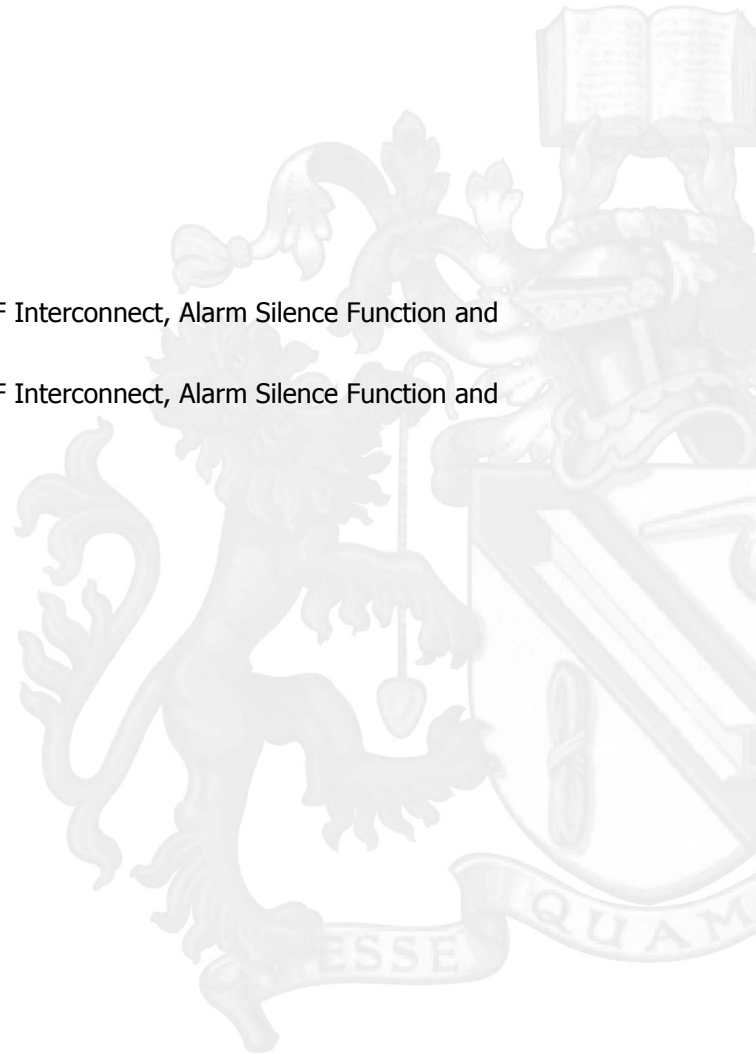 F Interconnect, Alarm Silence Function and
F Interconnect, Alarm Silence Function and
ESSE
QUAM